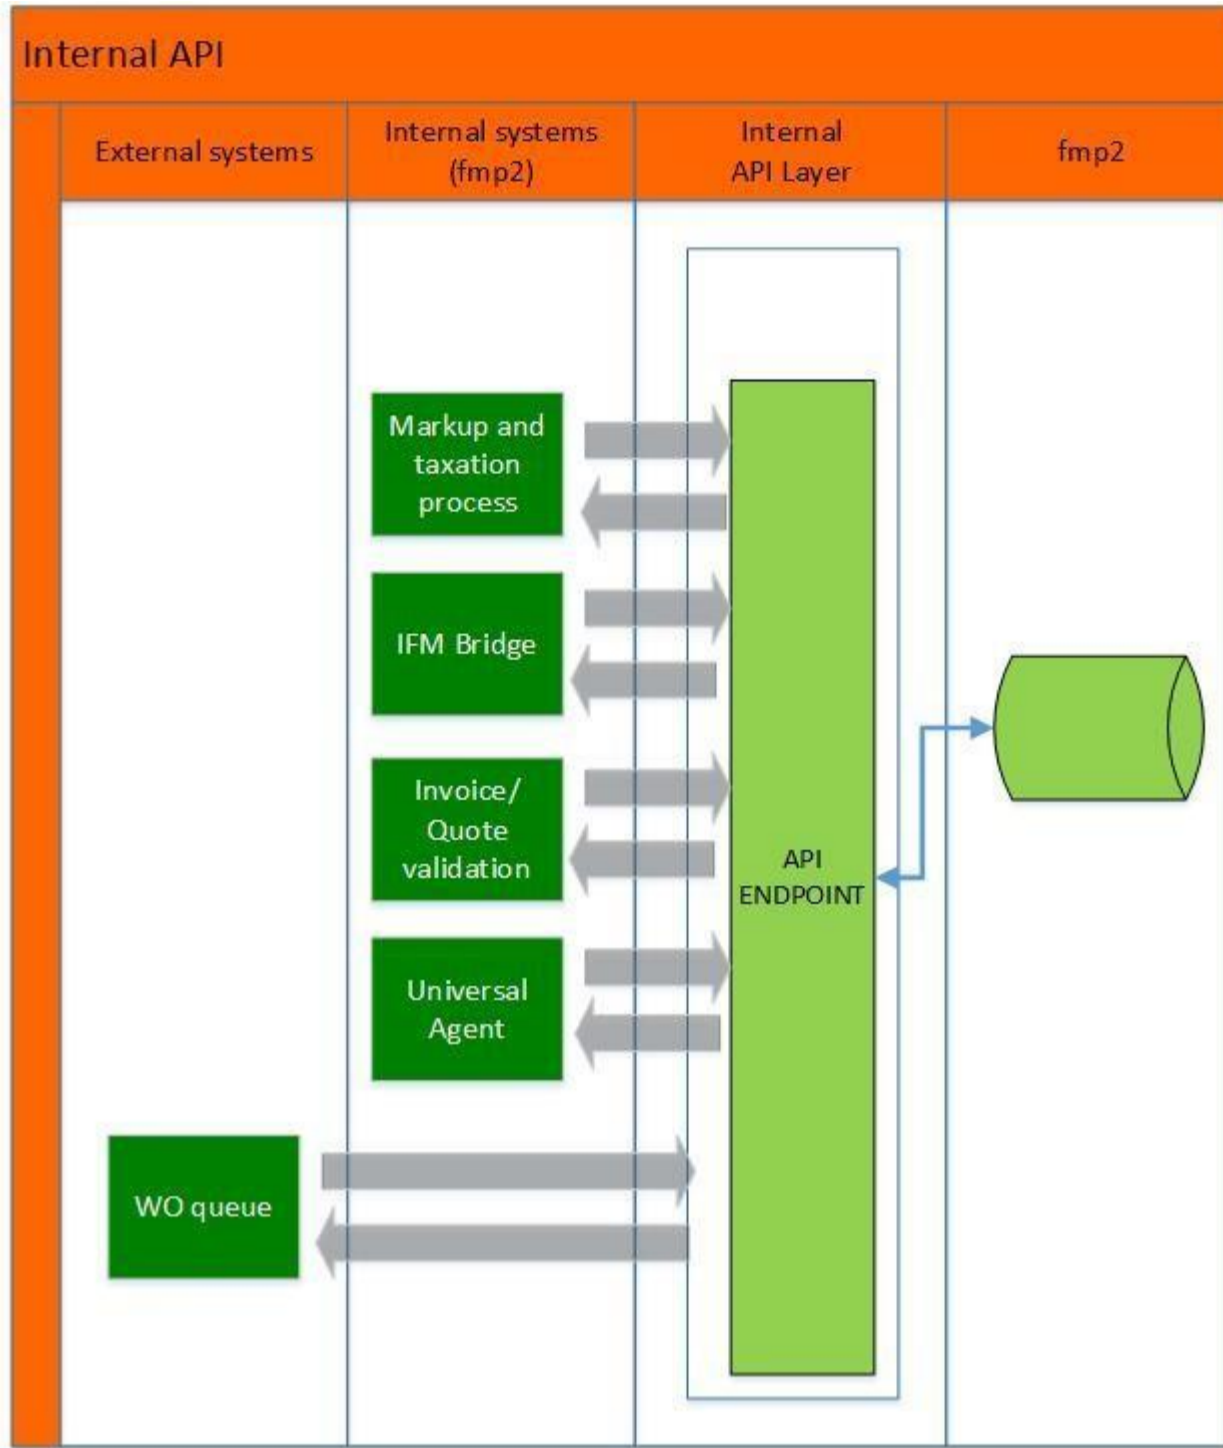 Internal API
External systems
Internal systems
(fmp2)
Internal
API Layer
fmp2
Markup and
taxation
process
IFM Bridge
Invoice/
Quote
validation
API
ENDPOINT
Universal
Agent
WO queue